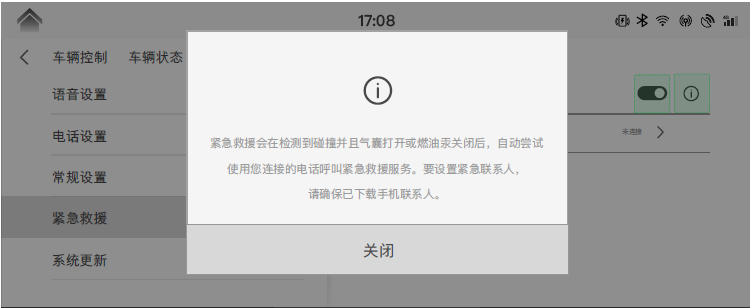 17:08
车辆控制 车辆状态
语音设置
电话设置
常规设置
紧急救援
系统更新
未连接
紧急救援会在检测到碰撞并且气囊打开或燃油泵关闭后，自动尝试
使用您连接的电话呼叫紧急救援服务。要设置紧急联系人，
请确保已下载手机联系人。
关闭